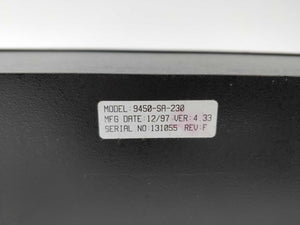 MODEL: 9450-SA-230
MFG DATE: 12/97 VER: 4.33
SERIAL NO: 131055 REV: F